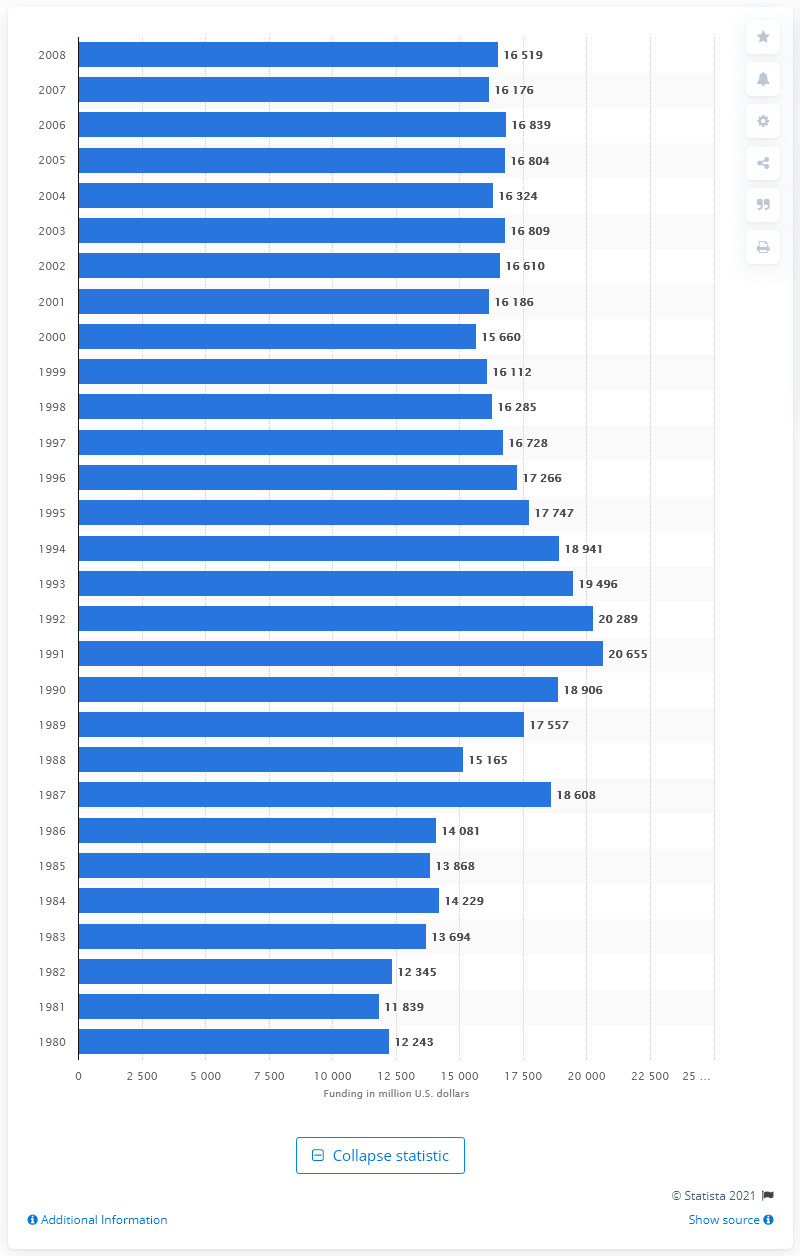 2008 16 519
2007 16 176
2006 16 839
2005 16 804
2004 16 324
2003 16 809
2002 16 610
2001 16 186
2000 15 660
1999 16 112
1998 16 285
1997 16 728
1996 17 266
1995 17 747
1994 18 941
1993 19 496
1992 20 289
1991 20 655
1990 18 906
1989 17 557
1988 15 165
1987 18 608
1986 14 081
1985 13 868
1984 14 229
1983 13 694
1982 12 345
1981 11 839
1980 12 243
0 2 500 5 000 7 500 10 000 12 500 15 000 17 500 20 000 22 500 25 ...
Funding in million U.S. dollars
Collapse statistic
© Statista 2021
Additional Information Show source